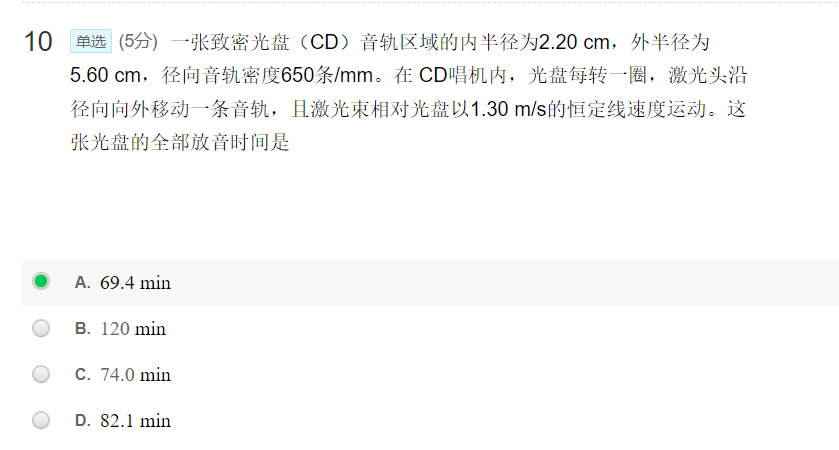 10 单选 (5分) 一张致密光盘（CD）音轨区域的内半径为2.20 cm，外半径为
5.60 cm，径向音轨密度650条/mm。在 CD唱机内，光盘每转一圈，激光头沿
径向向外移动一条音轨，且激光束相对光盘以1.30 m/s的恒定线速度运动。这
张光盘的全部放音时间是
A. 69.4 min
B. 120 min
C. 74.0 min
D. 82.1 min